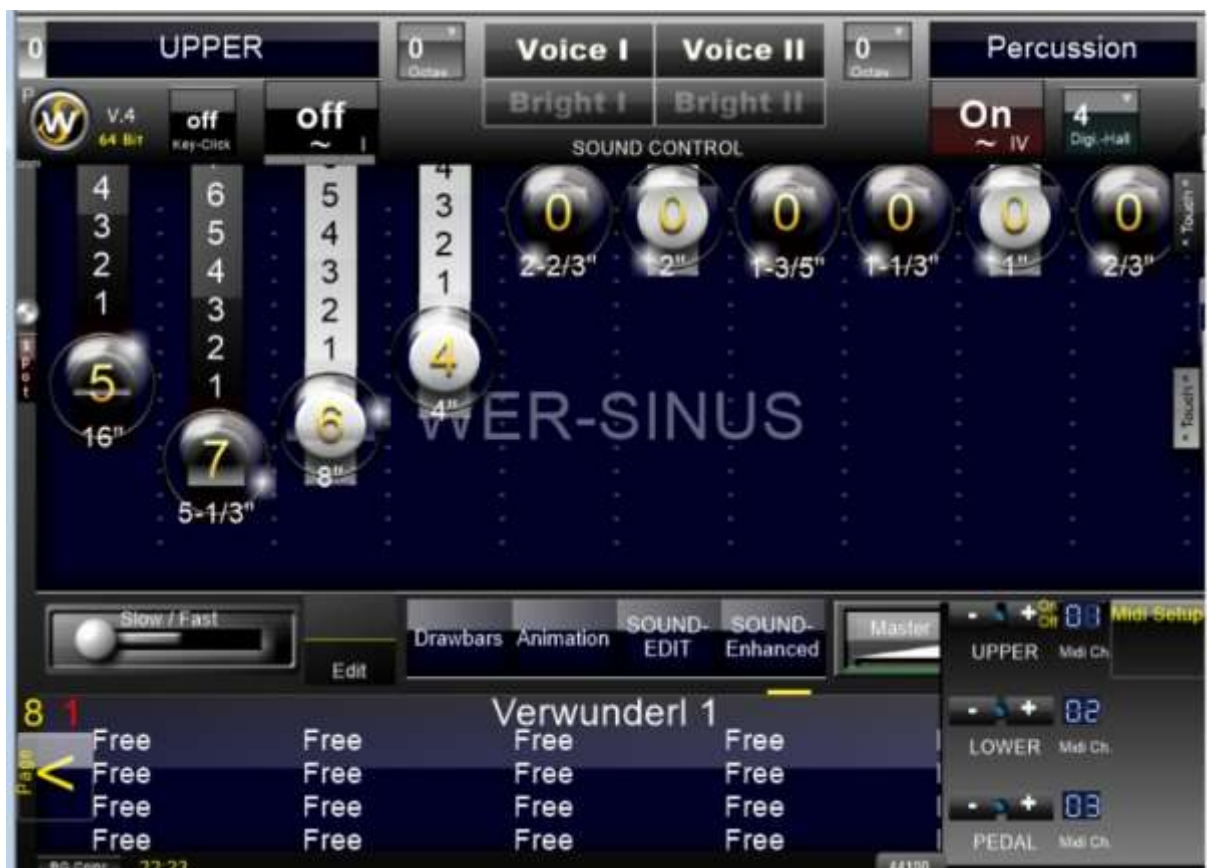 0 UPPER 0 Octav. Voice I Voice II 0 Octav. Percussion
Bright I Bright II
P W V.4 64 Bit off Key-Click off ~ I SOUND CONTROL On ~ IV 4 Digi.-Hall
4 6 5 4
3 5 4 3
2 4 3 2
1 3 2 1
2 1
1
0 0 0 0 0 0
2-2/3" 2" 1-3/5" 1-1/3" 1" 2/3"
^ Touch ^
^ Touch ^
5 7 6 4
16" 5-1/3" 8" 4"
WER-SINUS
Slow / Fast
Edit
Drawbars Animation SOUND-EDIT SOUND-Enhanced
Master
- + On Off 01 Midi Setup
UPPER Midi Ch.
- + 02
LOWER Midi Ch.
- + 03
PEDAL Midi Ch.
8 1 Verwunderl 1
Page <
Free Free Free Free
Free Free Free Free
Free Free Free Free
Free Free Free Free
22:23 44100